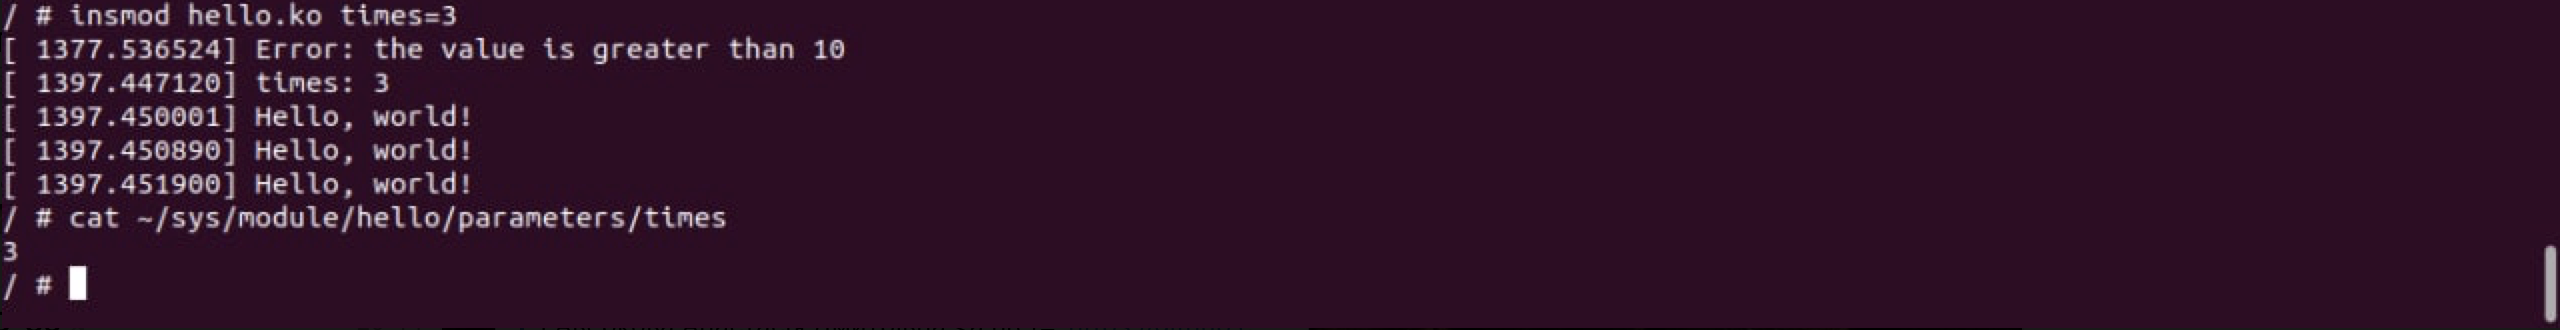 / # insmod hello.ko times=3
[ 1377.536524] Error: the value is greater than 10
[ 1397.447120] times: 3
[ 1397.450001] Hello, world!
[ 1397.450890] Hello, world!
[ 1397.451900] Hello, world!
/ # cat ~/sys/module/hello/parameters/times
3
/ #